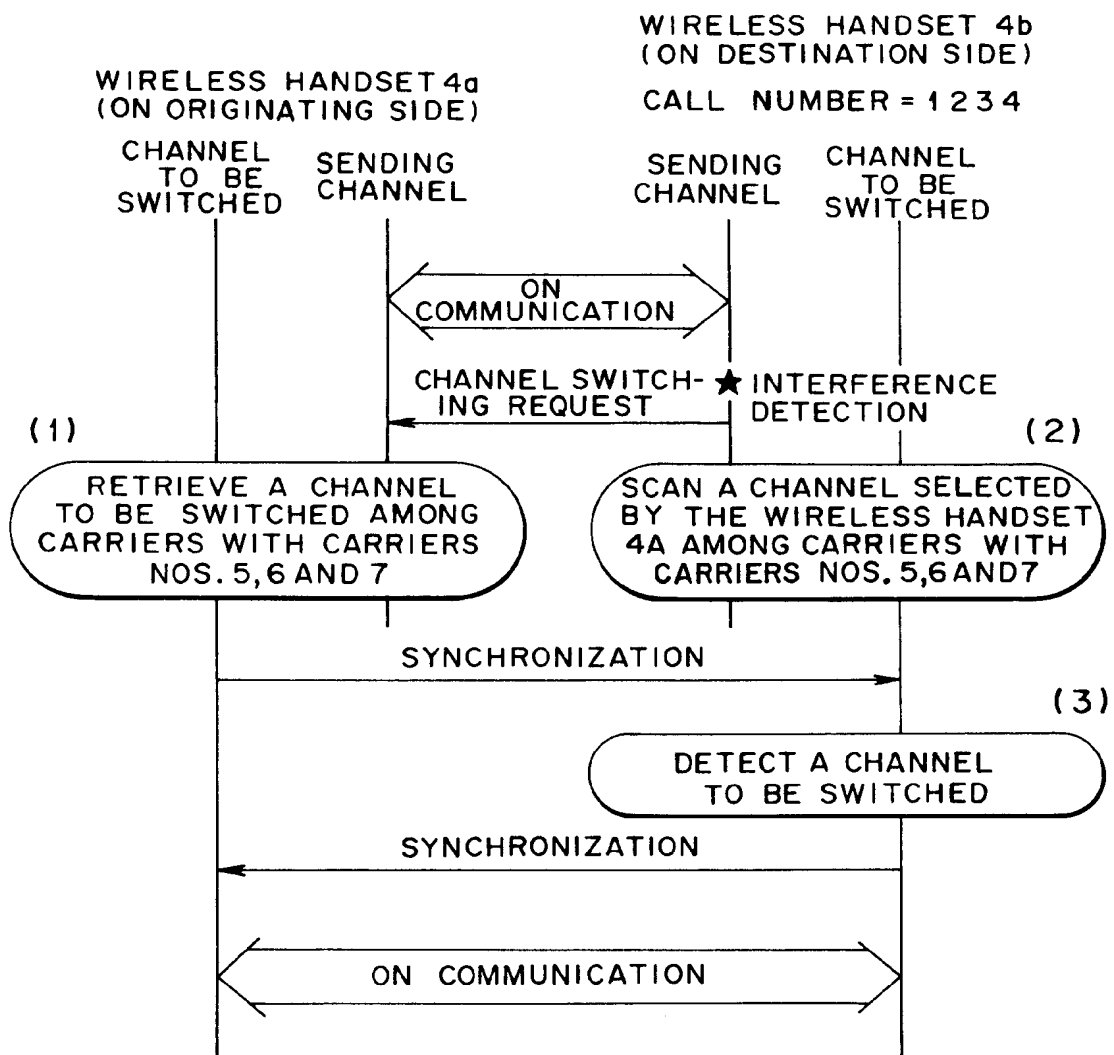 WIRELESS HANDSET 4b
(ON DESTINATION SIDE)
CALL NUMBER = 1234
WIRELESS HANDSET 4a
(ON ORIGINATING SIDE)
CHANNEL
TO BE
SWITCHED
SENDING
CHANNEL
SENDING
CHANNEL
CHANNEL
TO BE
SWITCHED
ON
COMMUNICATION
CHANNEL SWITCH-
ING REQUEST
★ INTERFERENCE
DETECTION
(1)
RETRIEVE A CHANNEL
TO BE SWITCHED AMONG
CARRIERS WITH CARRIERS
NOS. 5, 6 AND 7
(2)
SCAN A CHANNEL SELECTED
BY THE WIRELESS HANDSET
4A AMONG CARRIERS WITH
CARRIERS NOS. 5, 6 AND 7
SYNCHRONIZATION
(3)
DETECT A CHANNEL
TO BE SWITCHED
SYNCHRONIZATION
ON COMMUNICATION